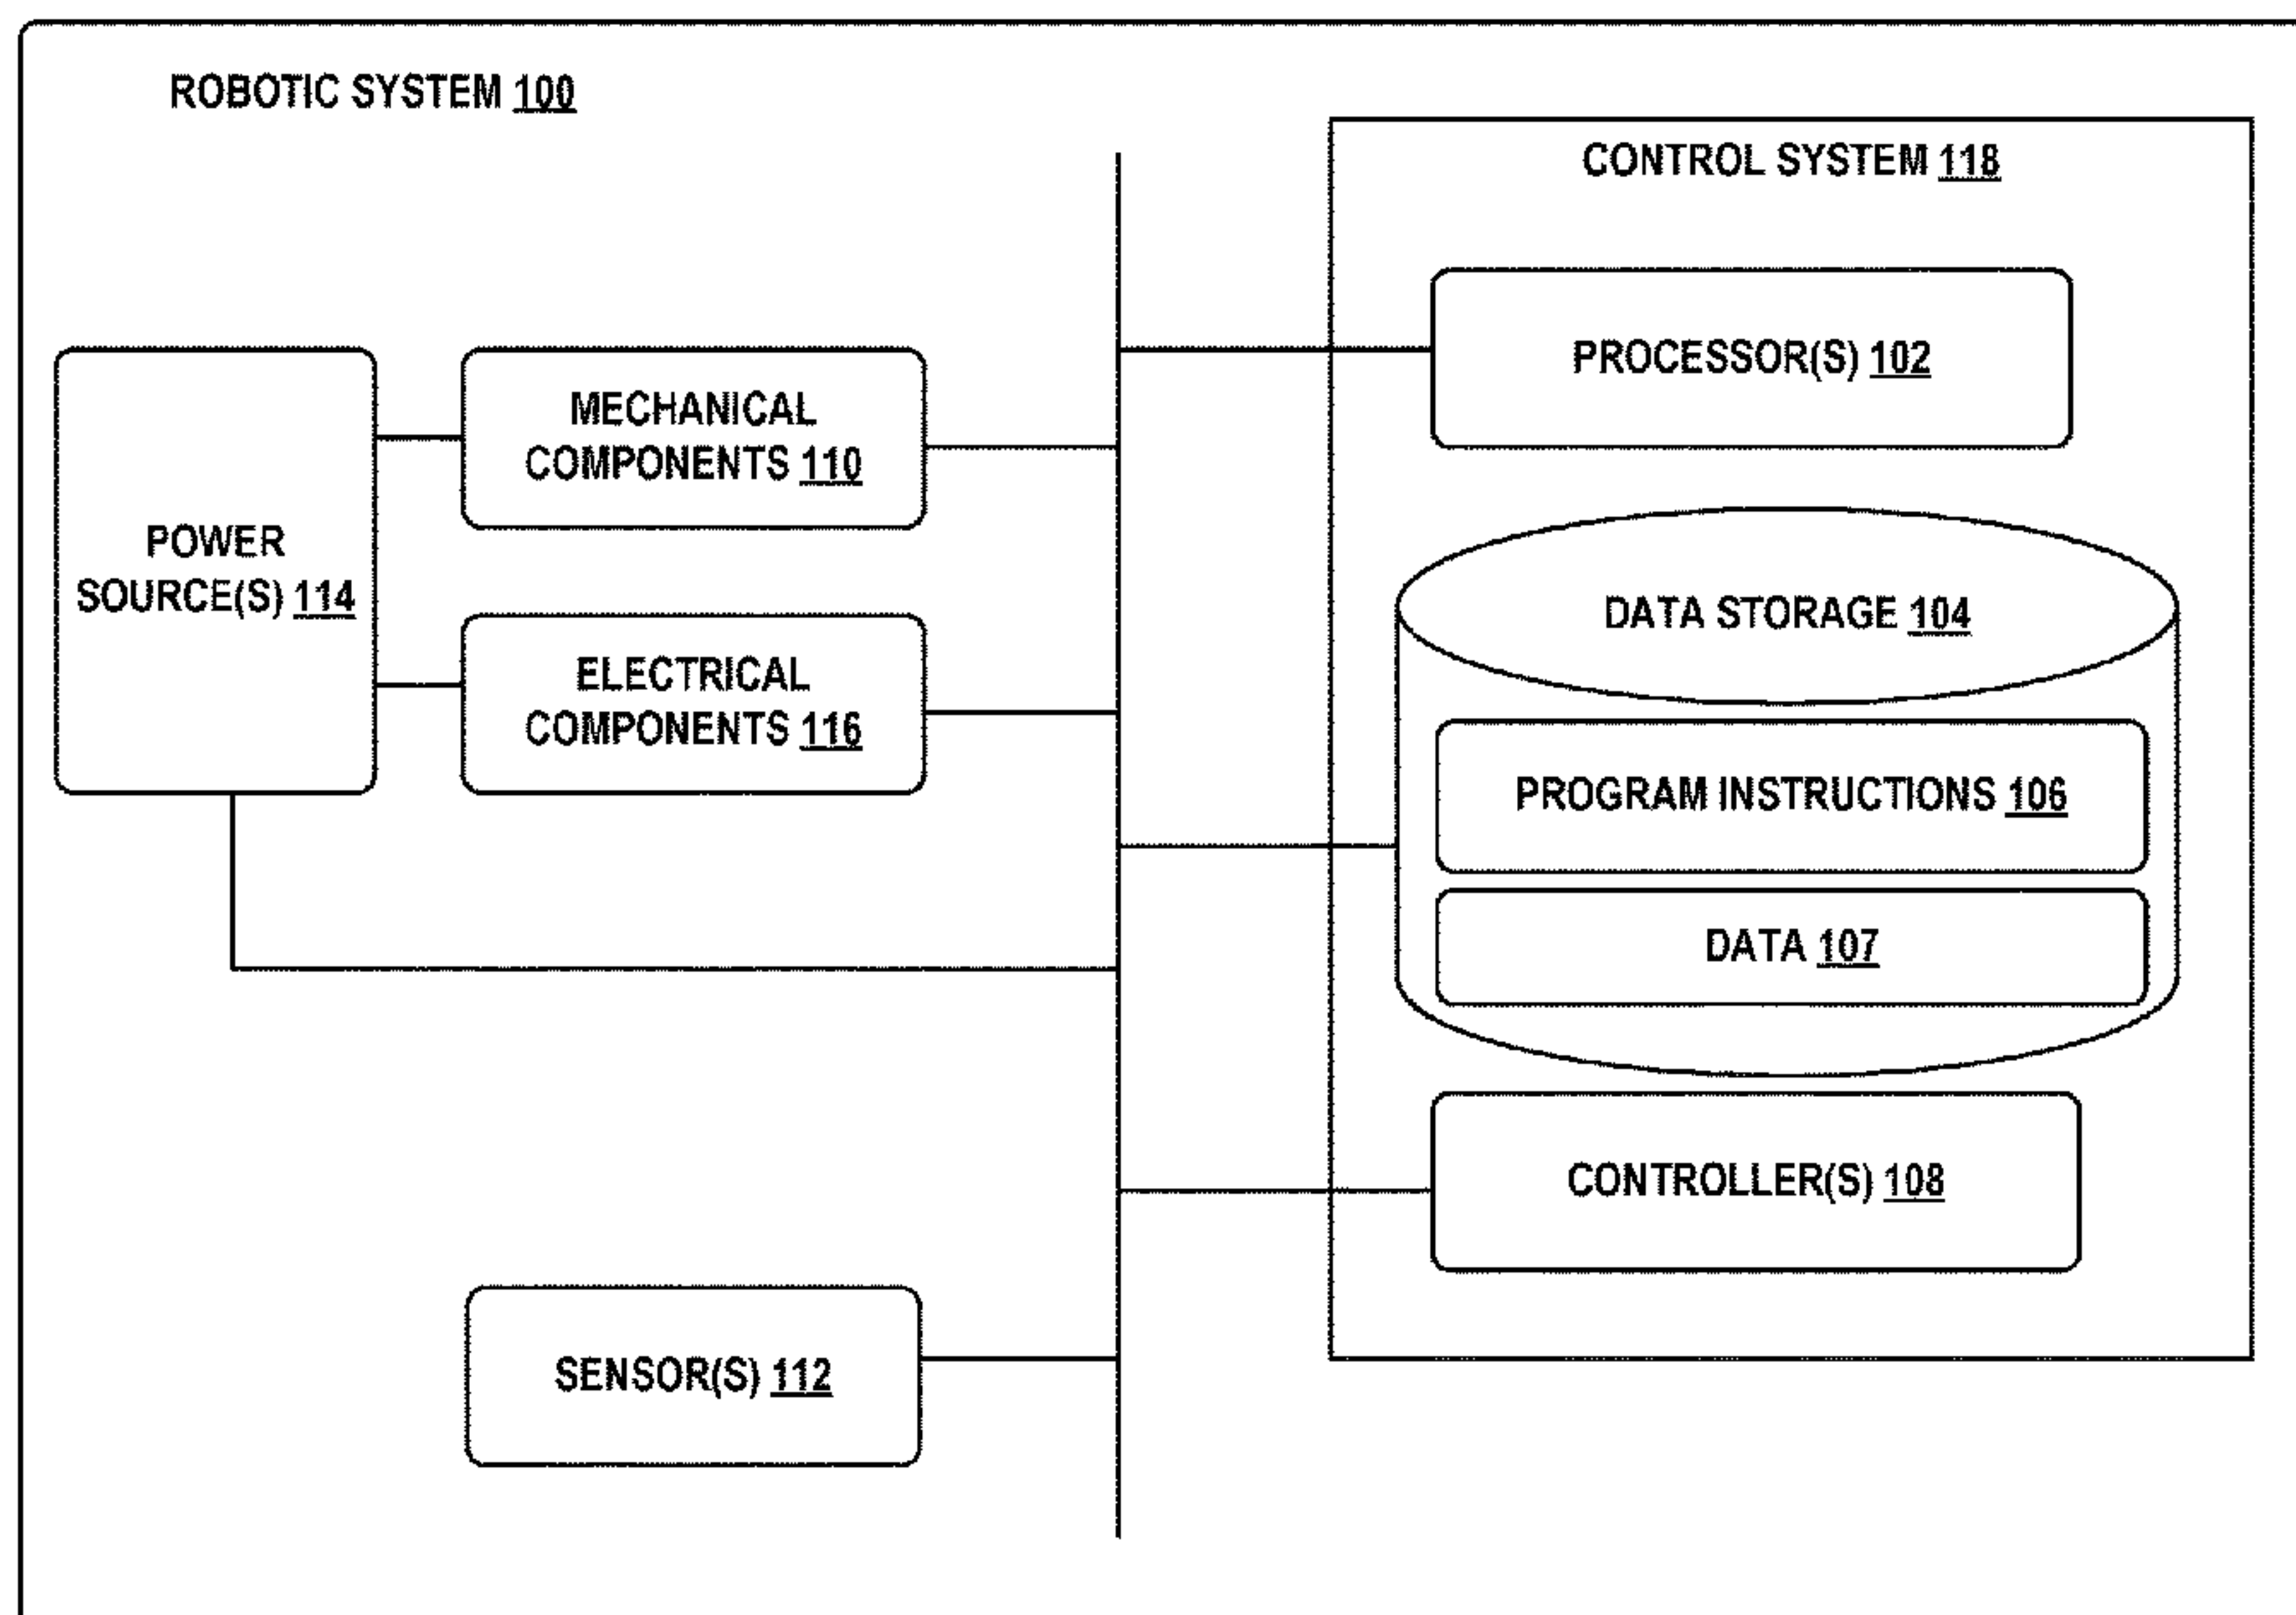 ROBOTIC SYSTEM 100
CONTROL SYSTEM 118
PROCESSOR(S) 102
MECHANICAL
COMPONENTS 110
POWER
SOURCE(S) 114
DATA STORAGE 104
ELECTRICAL
COMPONENTS 116
PROGRAM INSTRUCTIONS 106
DATA 107
CONTROLLER(S) 108
SENSOR(S) 112